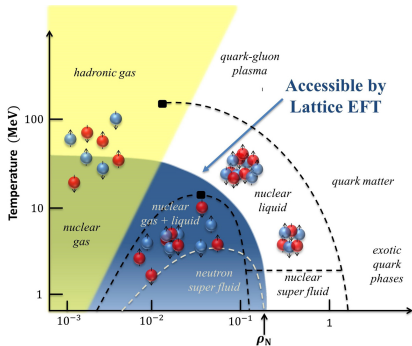 hadronic gas
quark-gluon
plasma
Accessible by
Lattice EFT
Temperature (MeV)
100
10
1
nuclear
gas + liquid
nuclear
liquid
quark matter
nuclear
gas
neutron
super fluid
nuclear
super fluid
exotic
quark
phases
10⁻³
10⁻²
10⁻¹
1
ρN